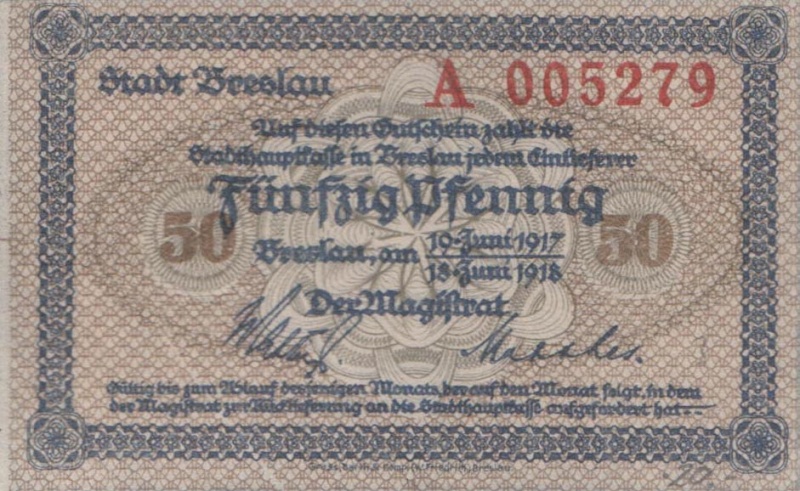 Stadt Breslau A 005279
Auf diesen Gutschein zahlt die
Stadthauptkasse in Breslau jedem Einlieferer
Fünfzig Pfennig
50 50
Breslau, am 19. Juni 1917
18. Juni 1918
Der Magistrat
Gültig bis zum Ablauf desjenigen Monats, der auf den Monat folgt, in dem
der Magistrat zur Rücklieferung an die Stadthauptkasse aufgefordert hat.
Friedrich, Breslau